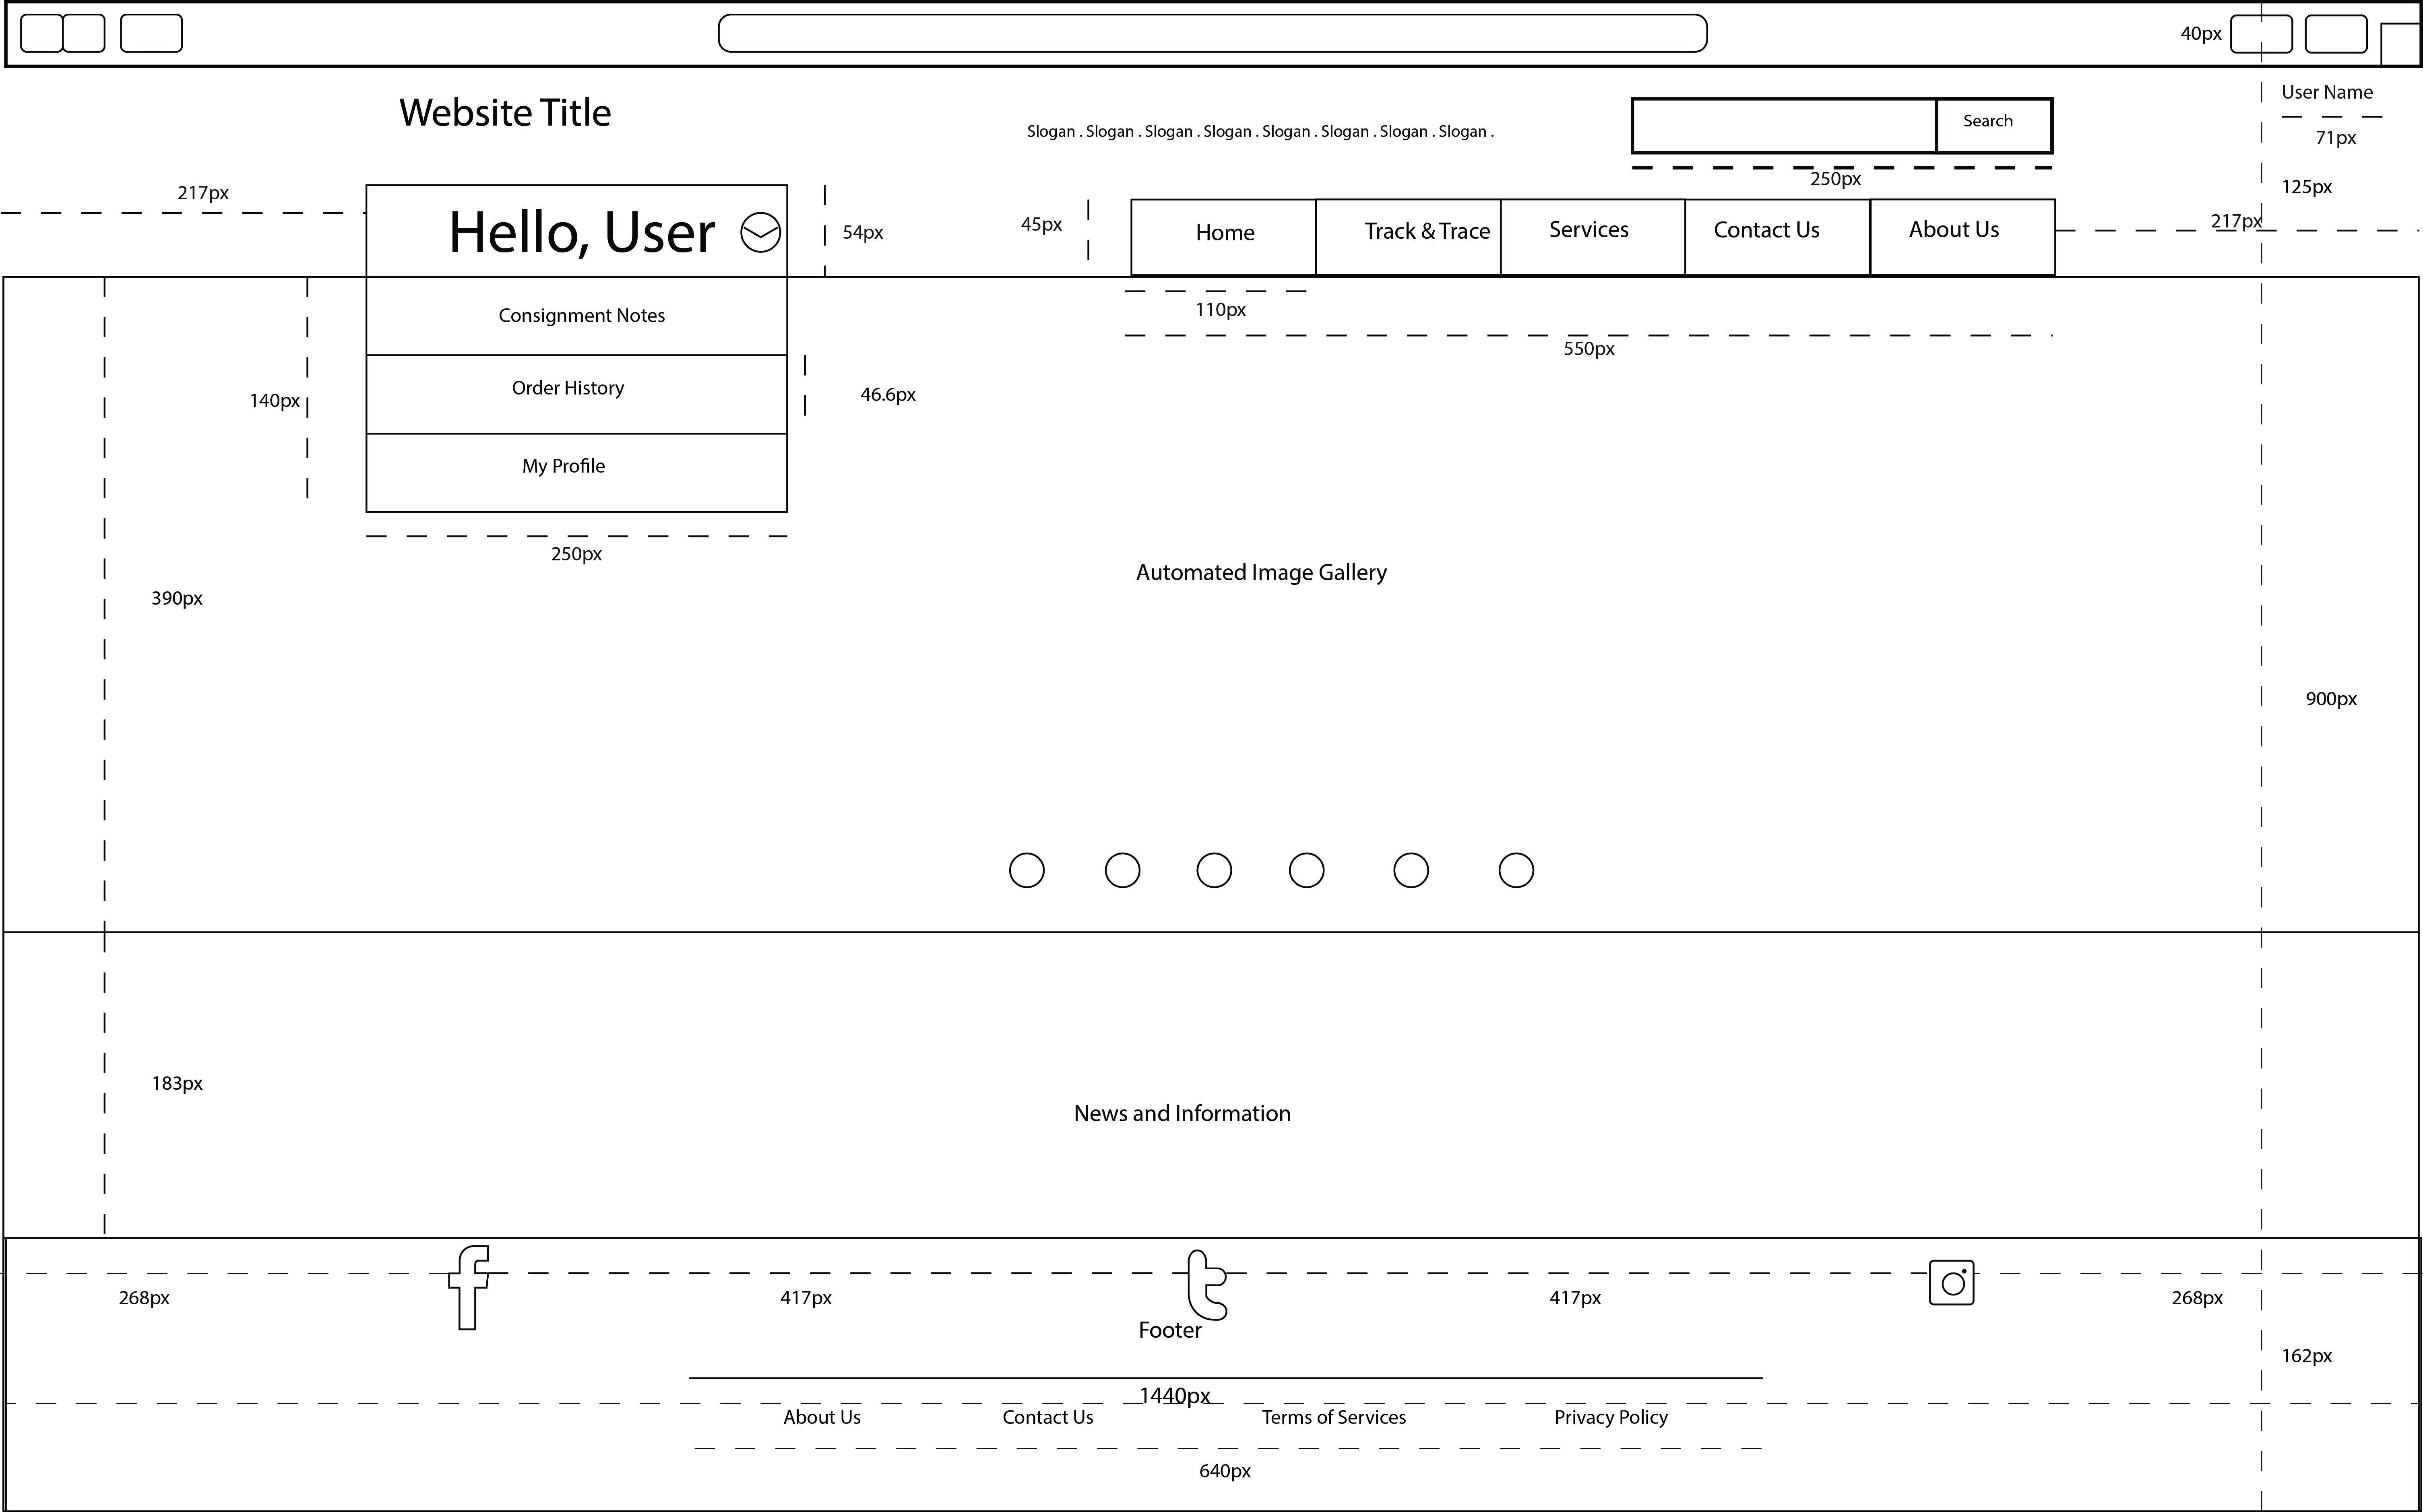 40px
Website Title
User Name
Slogan . Slogan . Slogan . Slogan . Slogan . Slogan . Slogan . Slogan .
Search
71px
250px
217px
125px
Hello, User
54px
45px
Home
Track & Trace
Services
Contact Us
About Us
217px
Consignment Notes
110px
550px
Order History
140px
46.6px
My Profile
250px
Automated Image Gallery
390px
900px
183px
News and Information
268px
417px
417px
268px
Footer
162px
1440px
About Us
Contact Us
Terms of Services
Privacy Policy
640px